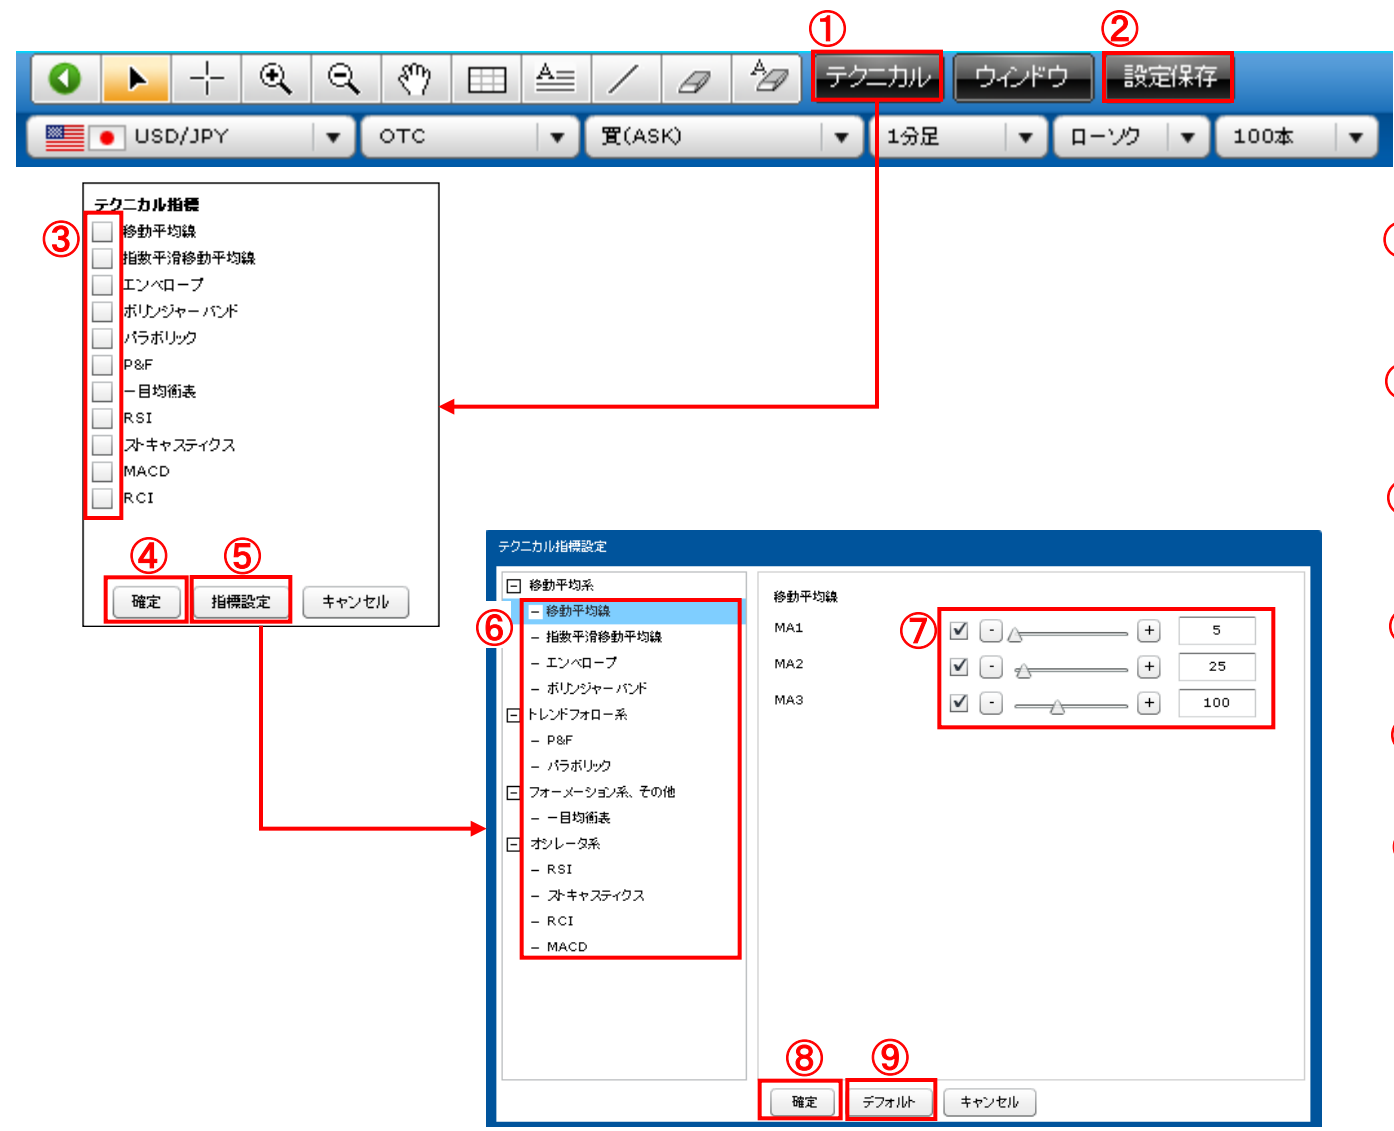 ① ②
テクニカル ウィンドウ 設定保存
USD/JPY OTC 買(ASK) 1分足 ローソク 100本
テクニカル指標
③
移動平均線
指数平滑移動平均線
エンベロープ
ボリンジャーバンド
パラボリック
P&F
一目均衡表
RSI
ストキャスティクス
MACD
RCI
④ ⑤
確定 指標設定 キャンセル
テクニカル指標設定
移動平均系
⑥
移動平均線
指数平滑移動平均線
エンベロープ
ボリンジャーバンド
トレンドフォロー系
P&F
パラボリック
フォーメーション系、その他
一目均衡表
オシレータ系
RSI
ストキャスティクス
RCI
MACD
移動平均線
⑦
MA1 - + 5
MA2 - + 25
MA3 - + 100
⑧ ⑨
確定 デフォルト キャンセル